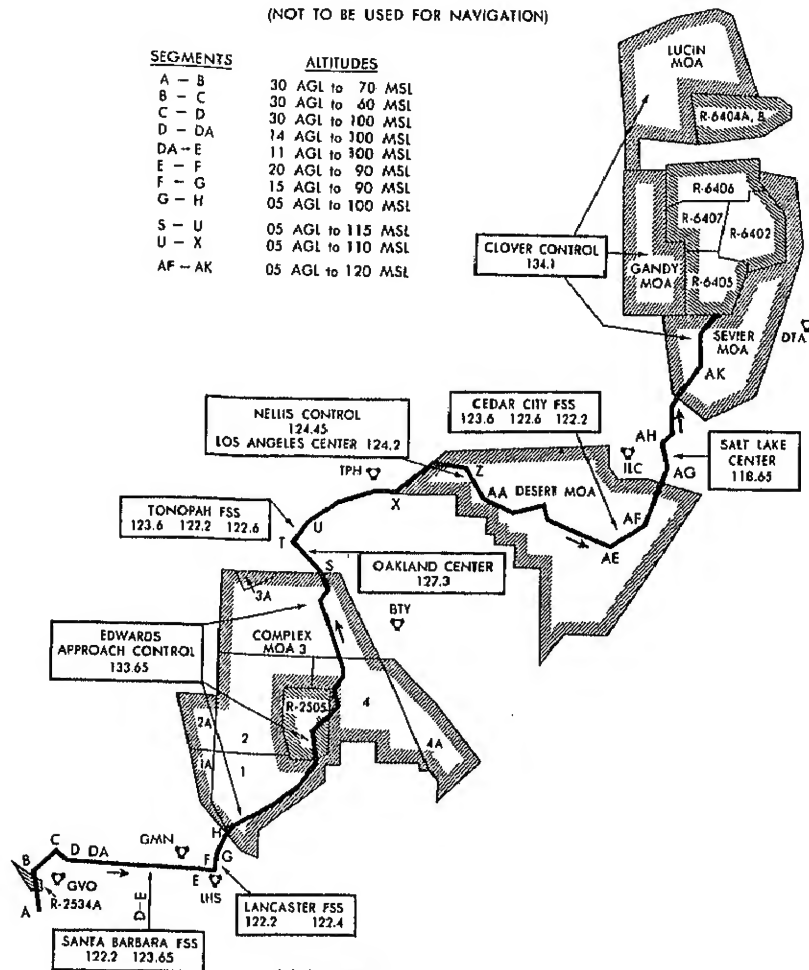 (NOT TO BE USED FOR NAVIGATION)
SEGMENTS ALTITUDES
A – B 30 AGL to 70 MSL
B – C 30 AGL to 60 MSL
C – D 30 AGL to 100 MSL
D – DA 14 AGL to 100 MSL
DA – E 11 AGL to 100 MSL
E – F 20 AGL to 90 MSL
F – G 15 AGL to 90 MSL
G – H 05 AGL to 100 MSL
S – U 05 AGL to 115 MSL
U – X 05 AGL to 110 MSL
AF – AK 05 AGL to 120 MSL
LUCIN
MOA
R-6404A, B
R-6406
R-6407
R-6402
CLOVER CONTROL
134.1
GANDY
MOA
R-6405
SEVIER
MOA
DTA
AK
NELLIS CONTROL
124.45
LOS ANGELES CENTER 124.2
CEDAR CITY FSS
123.6 122.6 122.2
AH
ILC
AG
SALT LAKE
CENTER
118.65
TPH
Z
AA
DESERT MOA
X
AF
AE
TONOPAH FSS
123.6 122.2 122.6
U
T
S
OAKLAND CENTER
127.3
3A
BTY
EDWARDS
APPROACH CONTROL
133.65
COMPLEX
MOA 3
R-2505
4
2A
2
4A
1A
1
H
GMN
C
D DA
B
F
G
E
GVO
R-2534A
A
LHS
D-E
LANCASTER FSS
122.2 122.4
SANTA BARBARA FSS
122.2 123.65